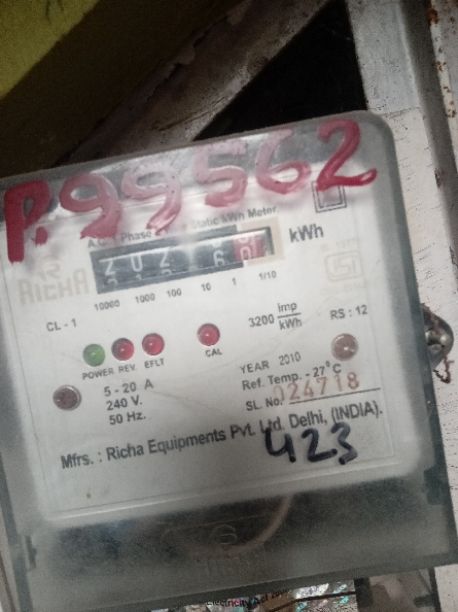 P.99562
A.C. Phase Static kWh Meter
kWh
RICHA
10000 1000 100 10 1 1/10
CL - 1
3200 imp/kWh
RS : 12
POWER REV. EFLT CAL
5 - 20 A
240 V.
50 Hz.
YEAR 2010
Ref. Temp. - 27°C
SL. No. 024718
Mfrs. : Richa Equipments Pvt. Ltd. Delhi, (INDIA).
423